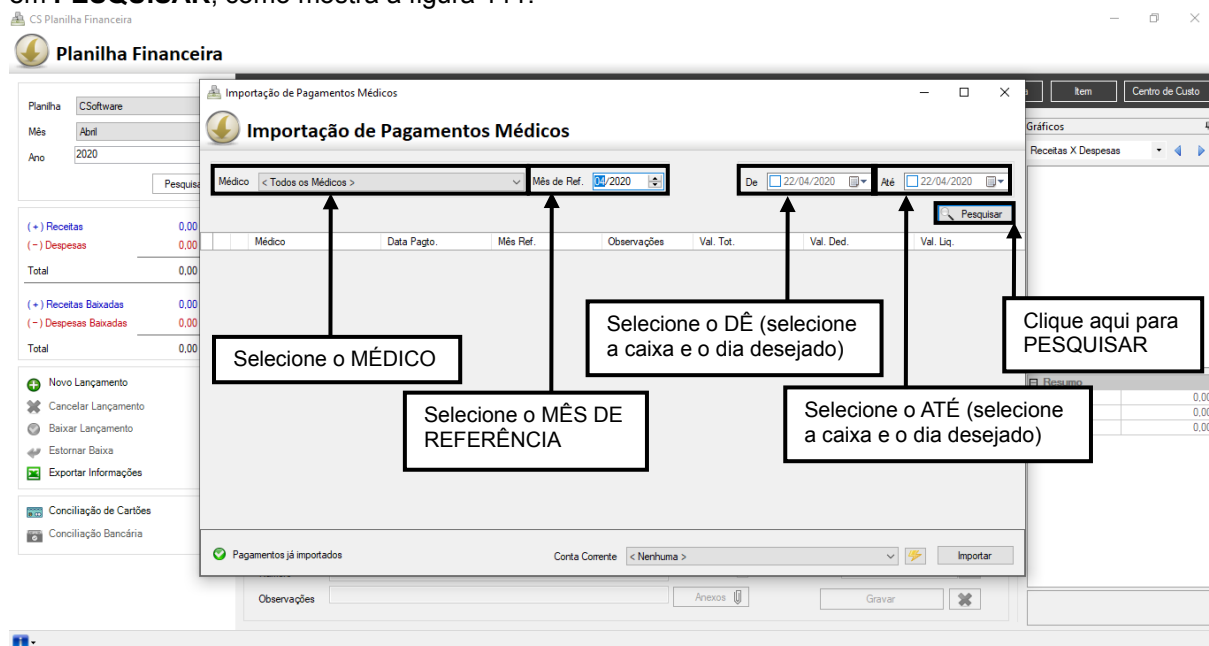 em PESQUISAR, como mostra a figura 111.
CS Planilha Financeira
Planilha Financeira
Planilha CSoftware
Mês Abril
Ano 2020
Pesquisa
(+) Receitas 0,00
(-) Despesas 0,00
Total 0,00
(+) Receitas Baixadas 0,00
(-) Despesas Baixadas 0,00
Total 0,00
Novo Lançamento
Cancelar Lançamento
Baixar Lançamento
Estornar Baixa
Exportar Informações
Conciliação de Cartões
Conciliação Bancária
Importação de Pagamentos Médicos
Importação de Pagamentos Médicos
Médico < Todos os Médicos > Mês de Ref. 04/2020 De 22/04/2020 Até 22/04/2020
Pesquisar
Médico Data Pagto. Mês Ref. Observações Val. Tot. Val. Ded. Val. Liq.
Selecione o MÉDICO
Selecione o MÊS DE
REFERÊNCIA
Selecione o DÊ (selecione
a caixa e o dia desejado)
Selecione o ATÉ (selecione
a caixa e o dia desejado)
Clique aqui para
PESQUISAR
Pagamentos já importados Conta Corrente < Nenhuma > Importar
Observações Anexos Gravar
Item Centro de Custo
Gráficos
Receitas X Despesas
Resumo
0,00
0,00
0,00